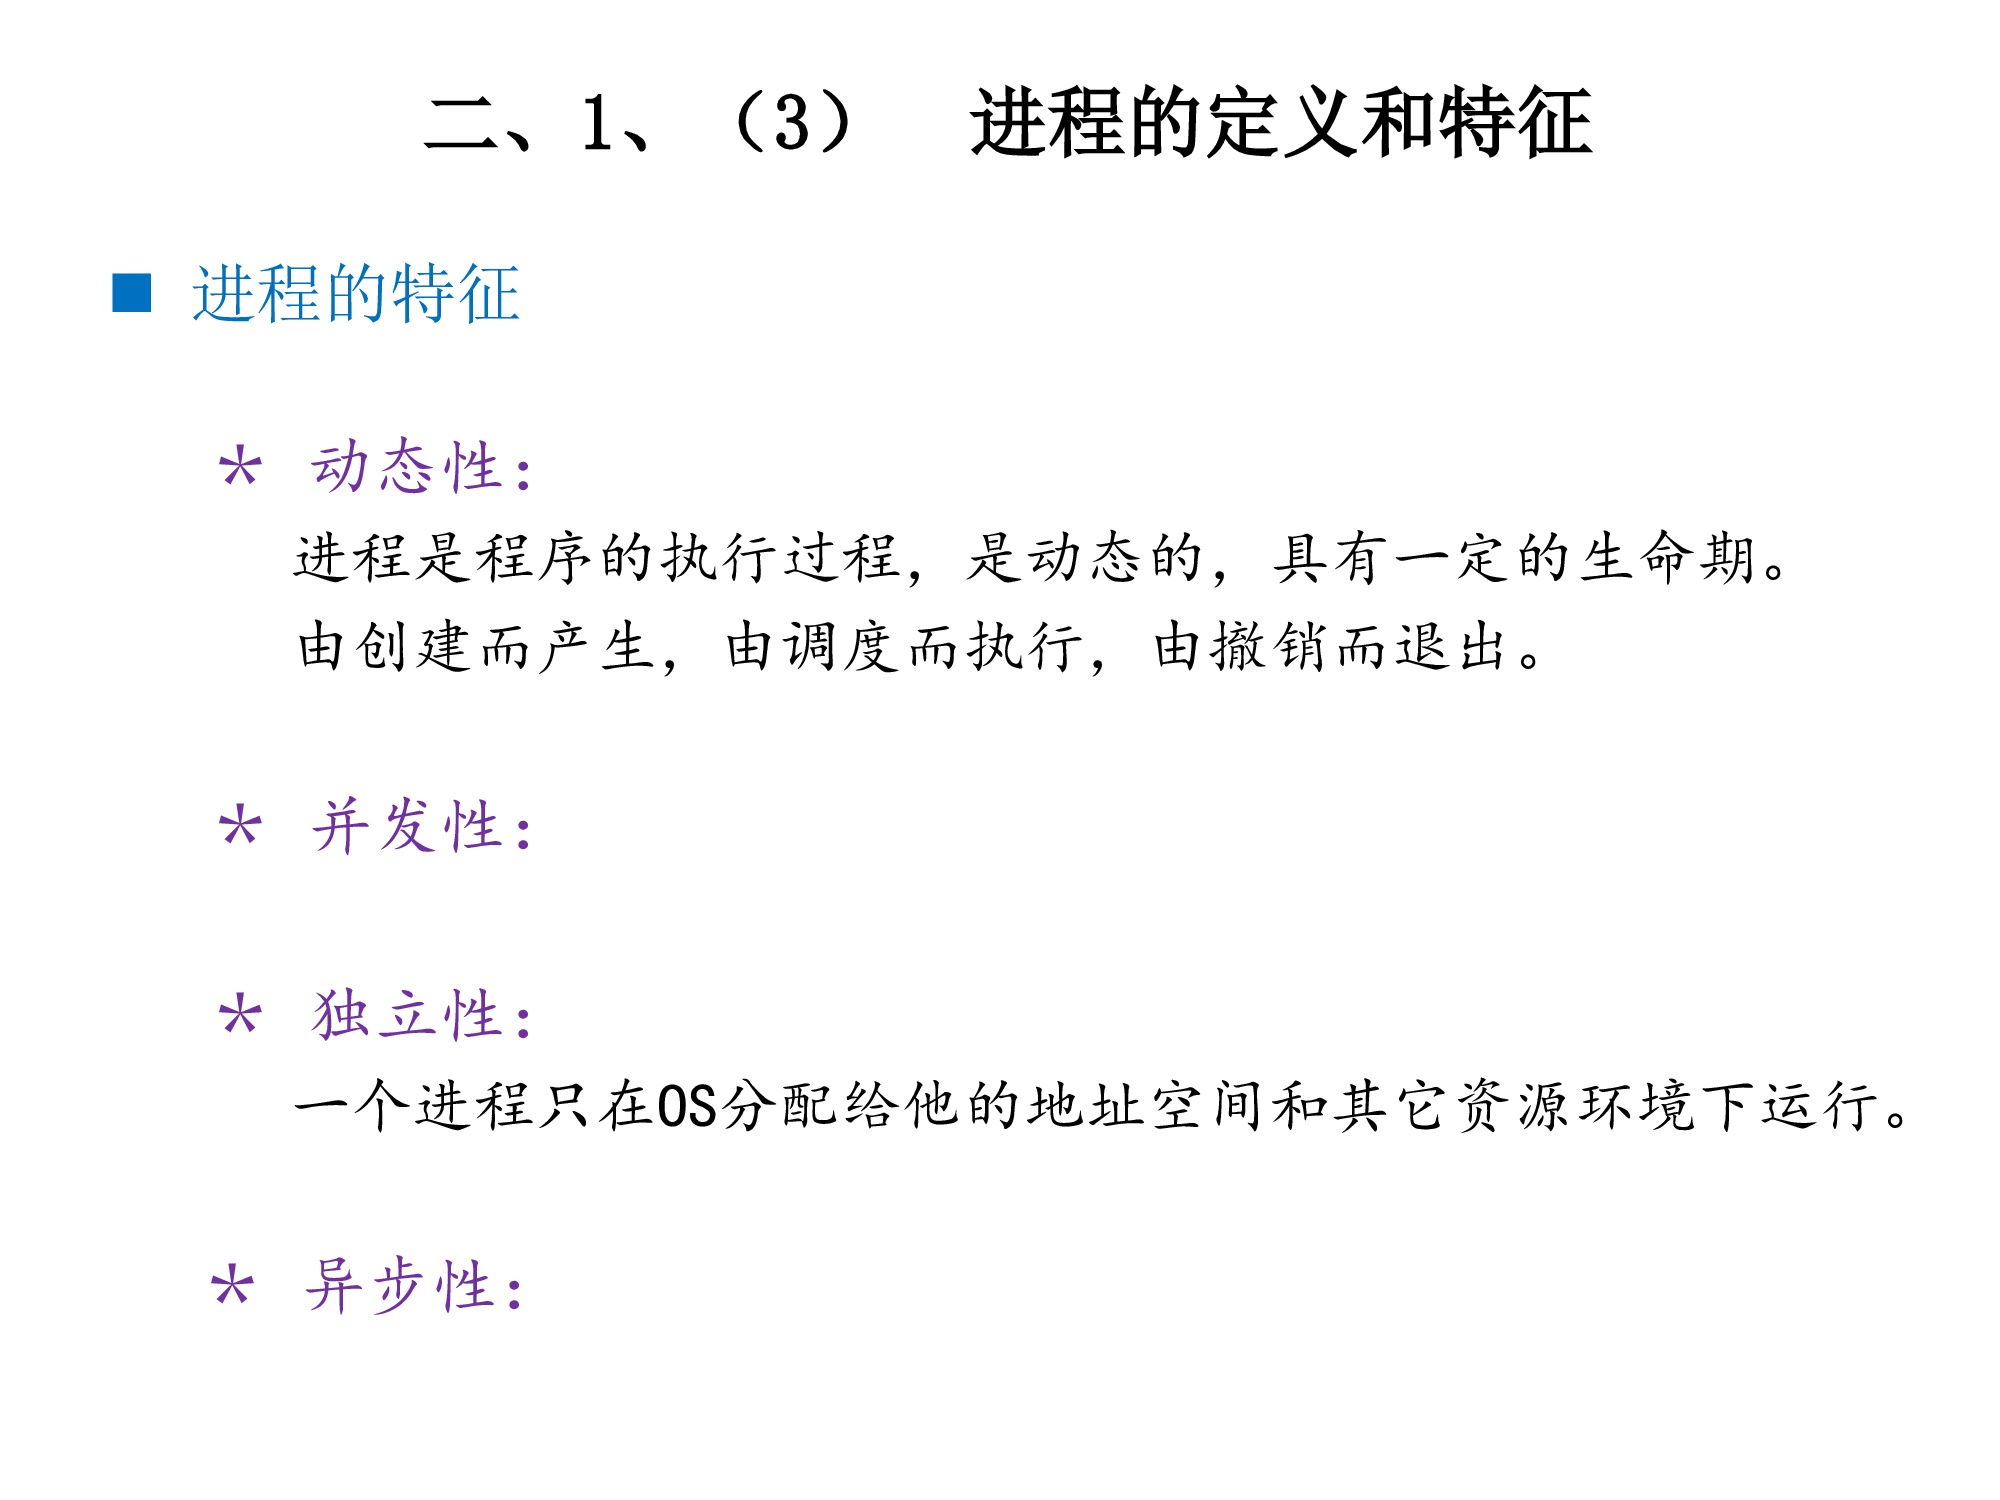 二、1、（3） 进程的定义和特征
■ 进程的特征
* 动态性：
进程是程序的执行过程，是动态的，具有一定的生命期。
由创建而产生，由调度而执行，由撤销而退出。
* 并发性：
* 独立性：
一个进程只在OS分配给他的地址空间和其它资源环境下运行。
* 异步性：